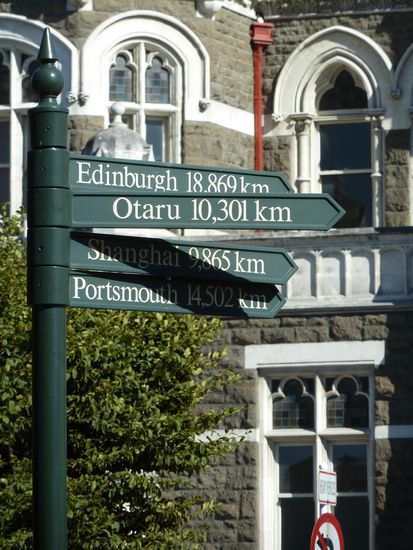 Edinburgh 18,869 km
Otaru 10,301 km
Shanghai 9,865 km
Portsmouth 14,502 km